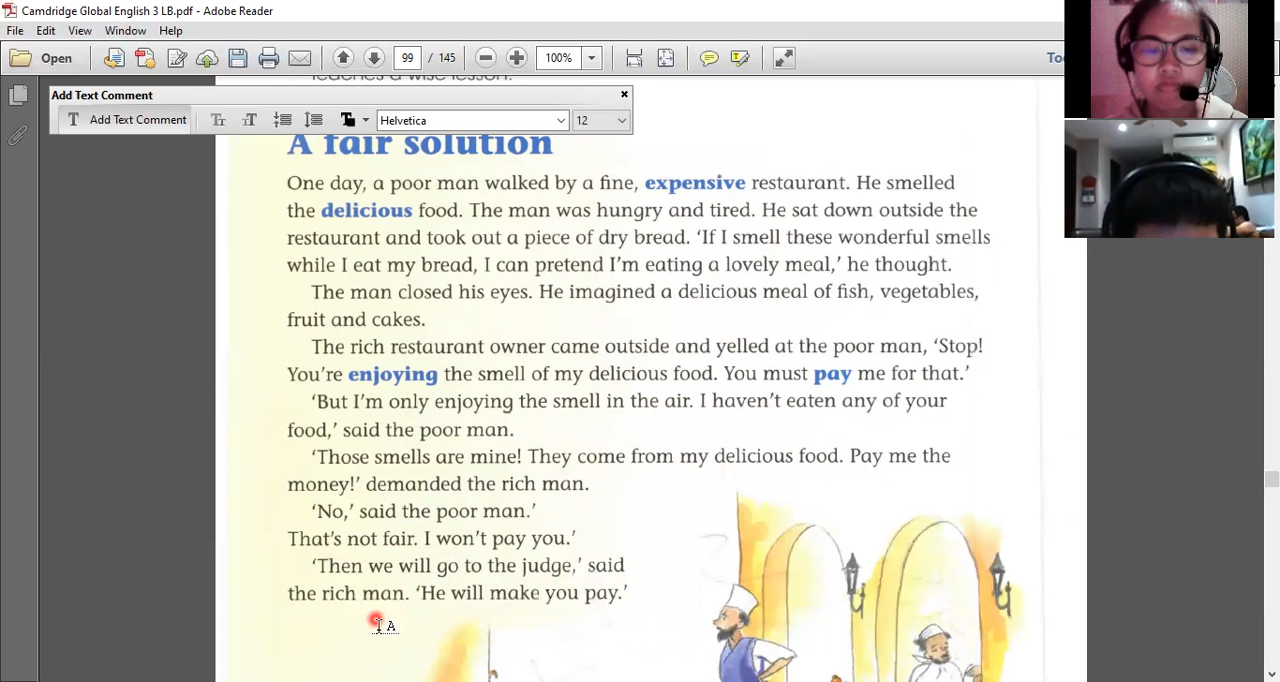 Camdridge Global English 3 LB.pdf - Adobe Reader
File Edit View Window Help
Open 99 / 145 100%
Add Text Comment
Add Text Comment Helvetica 12
A fair solution
One day, a poor man walked by a fine, expensive restaurant. He smelled
the delicious food. The man was hungry and tired. He sat down outside the
restaurant and took out a piece of dry bread. ‘If I smell these wonderful smells
while I eat my bread, I can pretend I’m eating a lovely meal,’ he thought.
The man closed his eyes. He imagined a delicious meal of fish, vegetables,
fruit and cakes.
The rich restaurant owner came outside and yelled at the poor man, ‘Stop!
You’re enjoying the smell of my delicious food. You must pay me for that.’
‘But I’m only enjoying the smell in the air. I haven’t eaten any of your
food,’ said the poor man.
‘Those smells are mine! They come from my delicious food. Pay me the
money!’ demanded the rich man.
‘No,’ said the poor man.’
That’s not fair. I won’t pay you.’
‘Then we will go to the judge,’ said
the rich man. ‘He will make you pay.’